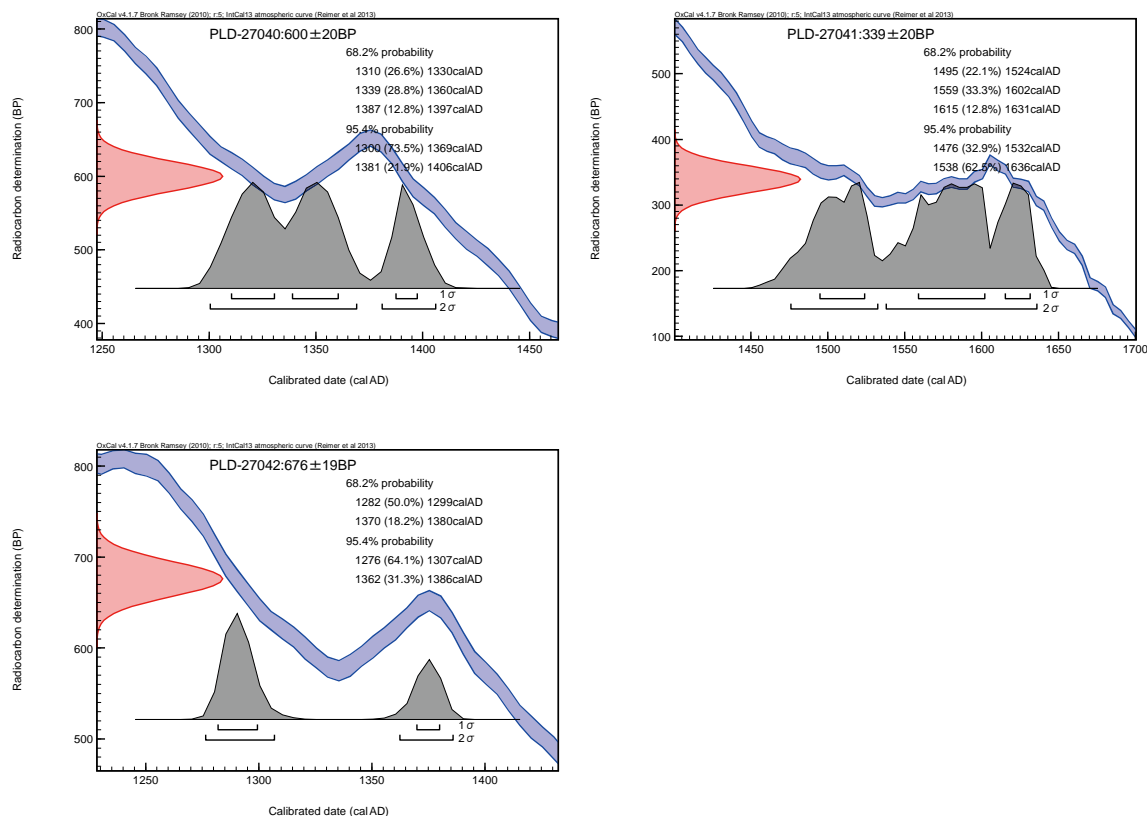 OxCal v4.1.7 Bronk Ramsey (2010); r:5; IntCal13 atmospheric curve (Reimer et al 2013)
PLD-27040:600±20BP
68.2% probability
1310 (26.6%) 1330calAD
1339 (28.8%) 1360calAD
1387 (12.8%) 1397calAD
95.4% probability
1300 (73.5%) 1369calAD
1381 (21.9%) 1406calAD
800
700
600
500
400
Radiocarbon determination (BP)
1σ
2σ
1250 1300 1350 1400 1450
Calibrated date (calAD)
OxCal v4.1.7 Bronk Ramsey (2010); r:5; IntCal13 atmospheric curve (Reimer et al 2013)
PLD-27041:339±20BP
68.2% probability
1495 (22.1%) 1524calAD
1559 (33.3%) 1602calAD
1615 (12.8%) 1631calAD
95.4% probability
1476 (32.9%) 1532calAD
1538 (62.5%) 1636calAD
500
400
300
200
100
Radiocarbon determination (BP)
1σ
2σ
1450 1500 1550 1600 1650 1700
Calibrated date (calAD)
OxCal v4.1.7 Bronk Ramsey (2010); r:5; IntCal13 atmospheric curve (Reimer et al 2013)
PLD-27042:676±19BP
68.2% probability
1282 (50.0%) 1299calAD
1370 (18.2%) 1380calAD
95.4% probability
1276 (64.1%) 1307calAD
1362 (31.3%) 1386calAD
800
700
600
500
Radiocarbon determination (BP)
1σ
2σ
1250 1300 1350 1400
Calibrated date (calAD)